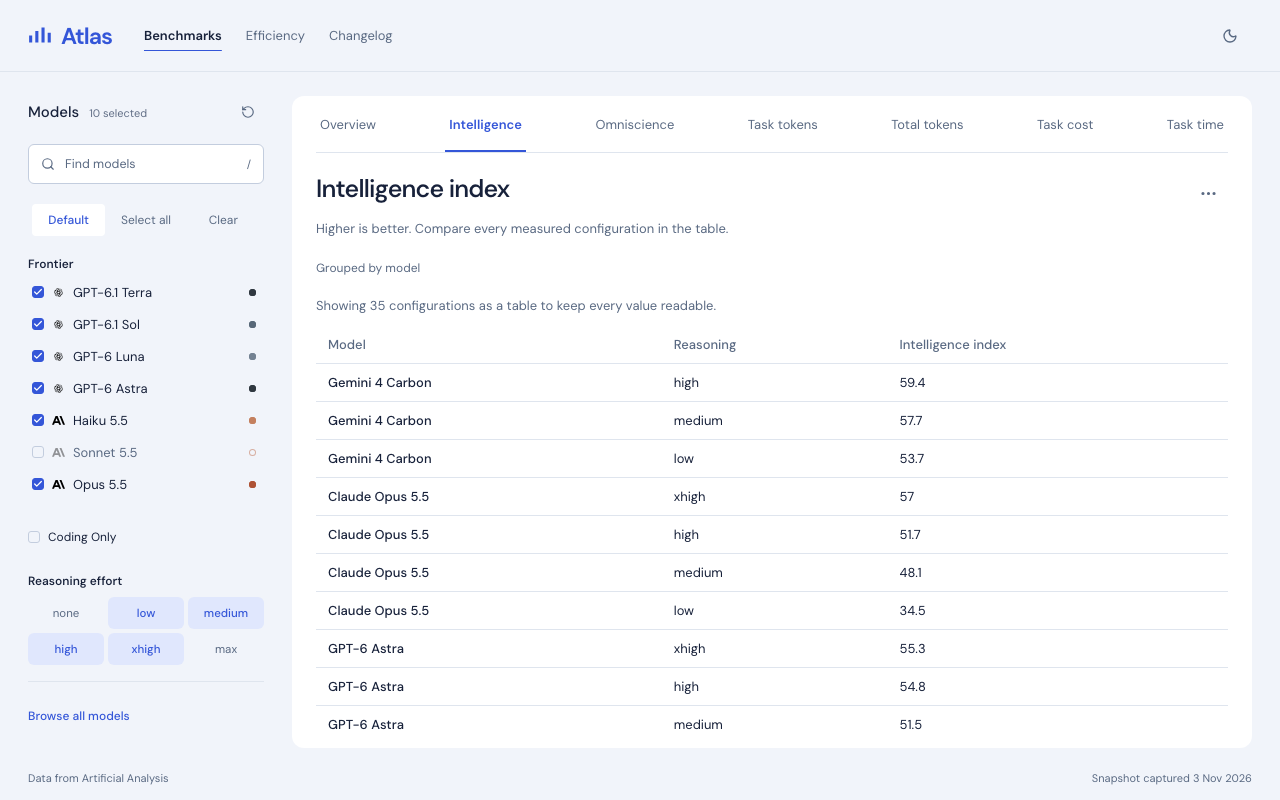 Atlas
Benchmarks
Efficiency
Changelog
Models 10 selected
Find models /
Default Select all Clear
Frontier
GPT-6.1 Terra
GPT-6.1 Sol
GPT-6 Luna
GPT-6 Astra
Haiku 5.5
Sonnet 5.5
Opus 5.5
Coding Only
Reasoning effort
none low medium
high xhigh max
Browse all models
Overview Intelligence Omniscience Task tokens Total tokens Task cost Task time
Intelligence index
Higher is better. Compare every measured configuration in the table.
Grouped by model
Showing 35 configurations as a table to keep every value readable.
Model Reasoning Intelligence index
Gemini 4 Carbon high 59.4
Gemini 4 Carbon medium 57.7
Gemini 4 Carbon low 53.7
Claude Opus 5.5 xhigh 57
Claude Opus 5.5 high 51.7
Claude Opus 5.5 medium 48.1
Claude Opus 5.5 low 34.5
GPT-6 Astra xhigh 55.3
GPT-6 Astra high 54.8
GPT-6 Astra medium 51.5
Data from Artificial Analysis
Snapshot captured 3 Nov 2026